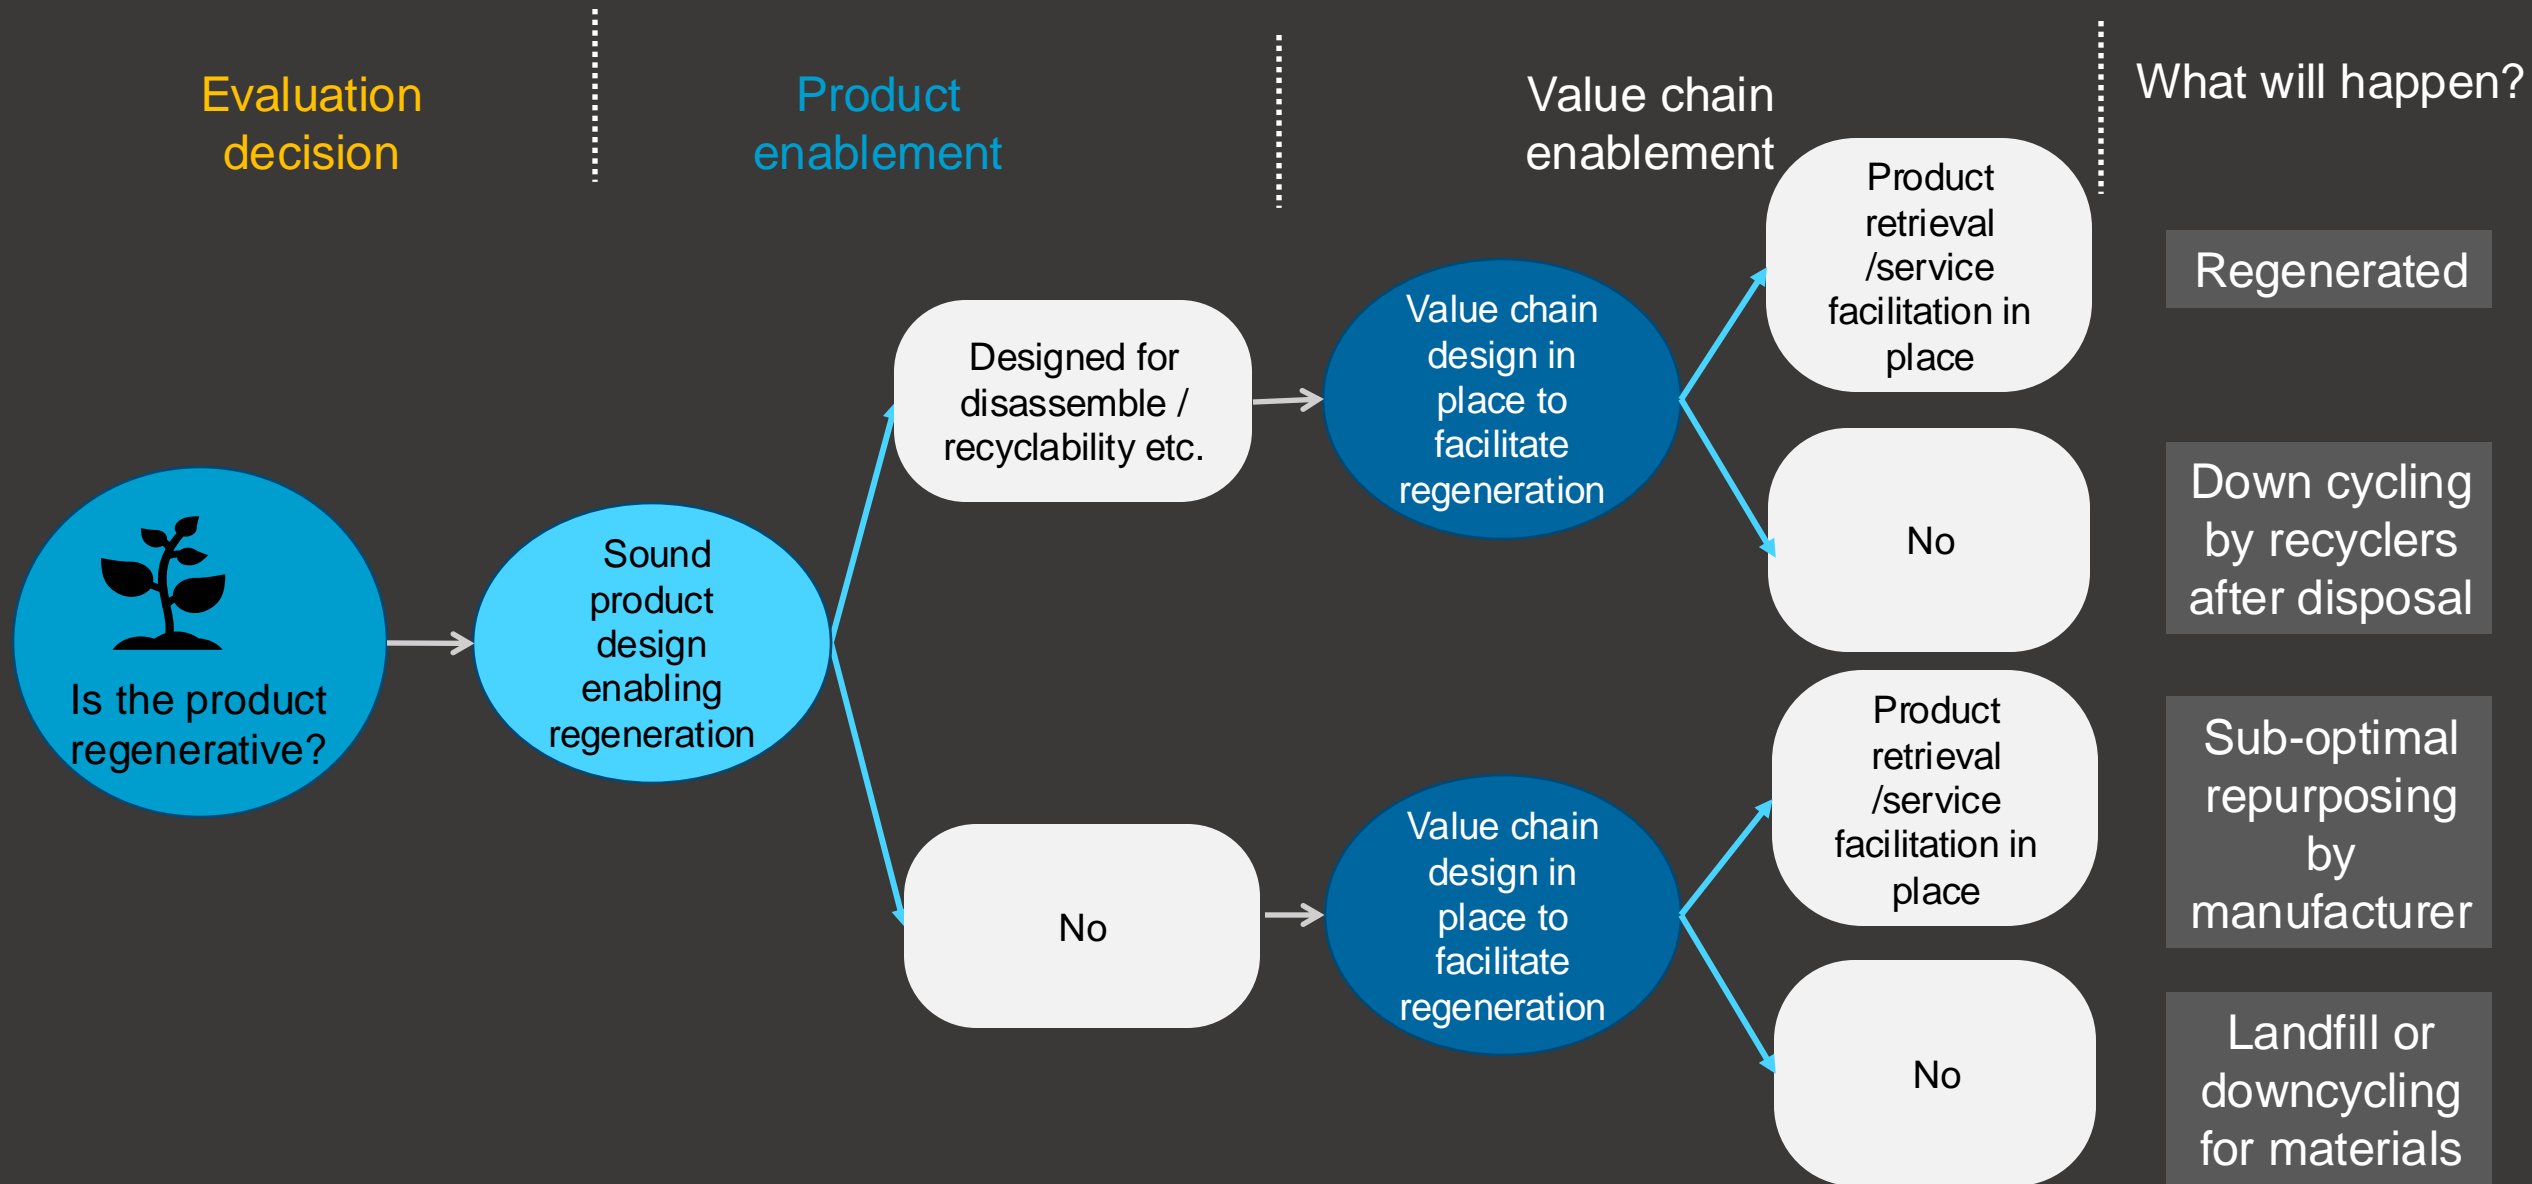 Evaluation
decision
Product
enablement
Value chain
enablement
What will happen?
Is the product
regenerative?
Sound
product
design
enabling
regeneration
Designed for
disassemble /
recyclability etc.
No
Value chain
design in
place to
facilitate
regeneration
Value chain
design in
place to
facilitate
regeneration
Product
retrieval
/service
facilitation in
place
No
Product
retrieval
/service
facilitation in
place
No
Regenerated
Down cycling
by recyclers
after disposal
Sub-optimal
repurposing
by
manufacturer
Landfill or
downcycling
for materials